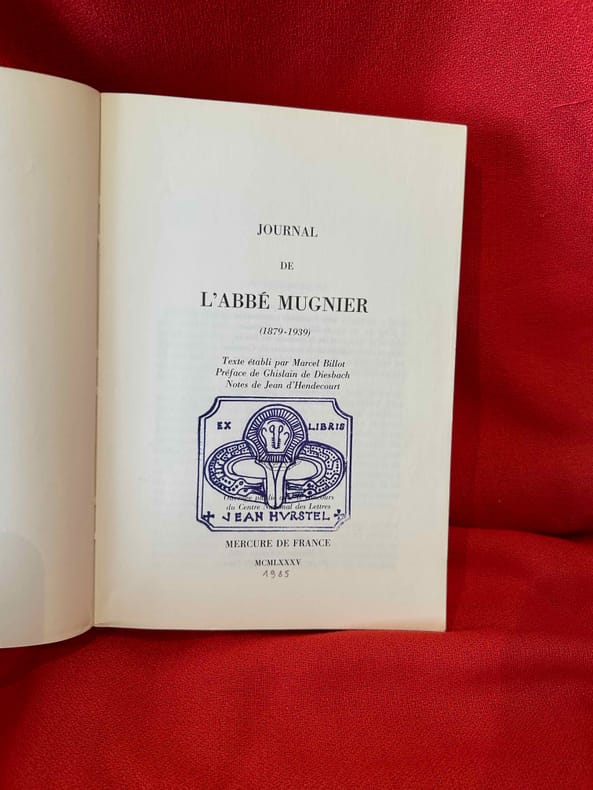 JOURNAL
DE
L'ABBÉ MUGNIER
(1879-1939)
Texte établi par Marcel Billot
Préface de Ghislain de Diesbach
Notes de Jean d'Hendecourt
EX LIBRIS
du Centre National des Lettres
JEAN HVRSTEL
MERCURE DE FRANCE
MCMLXXXV
1985